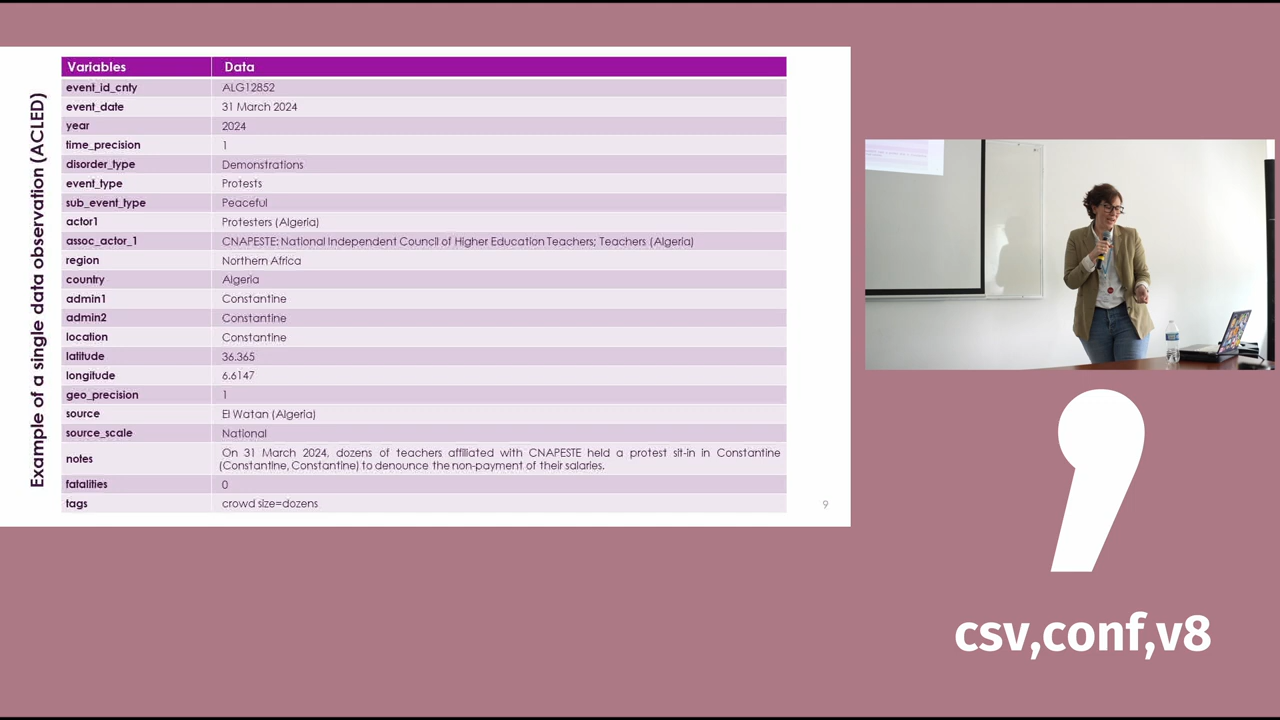 Example of a single data observation (ACLED)
Variables Data
event_id_cnty ALG12852
event_date 31 March 2024
year 2024
time_precision 1
disorder_type Demonstrations
event_type Protests
sub_event_type Peaceful
actor1 Protesters (Algeria)
assoc_actor_1 CNAPESTE: National Independent Council of Higher Education Teachers; Teachers (Algeria)
region Northern Africa
country Algeria
admin1 Constantine
admin2 Constantine
location Constantine
latitude 36.365
longitude 6.6147
geo_precision 1
source El Watan (Algeria)
source_scale National
notes On 31 March 2024, dozens of teachers affiliated with CNAPESTE held a protest sit-in in Constantine
(Constantine, Constantine) to denounce the non-payment of their salaries.
fatalities 0
tags crowd size=dozens
9
csv,conf,v8